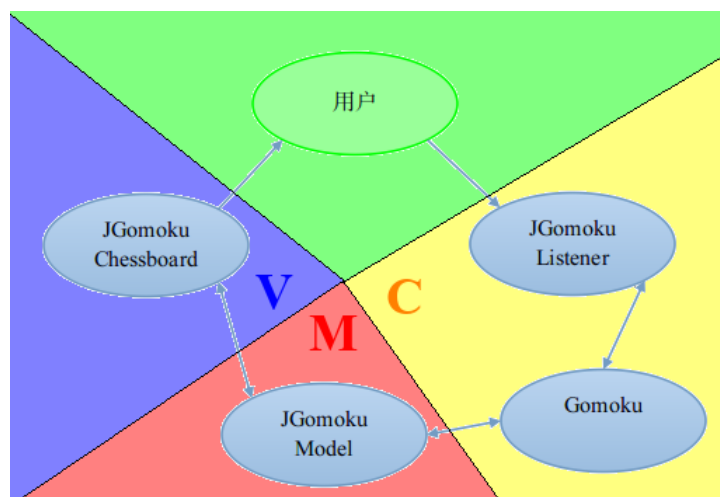 用户
JGomoku
Chessboard
JGomoku
Listener
V
C
M
JGomoku
Model
Gomoku